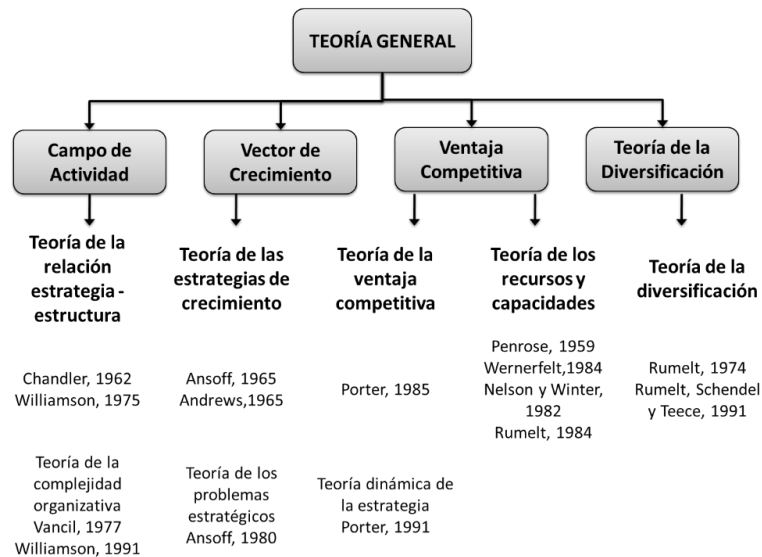 TEORÍA GENERAL
Campo de
Actividad
Vector de
Crecimiento
Ventaja
Competitiva
Teoría de la
Diversificación
Teoría de la
relación
estrategia -
estructura
Teoría de las
estrategias de
crecimiento
Teoría de la
ventaja
competitiva
Teoría de los
recursos y
capacidades
Teoría de la
diversificación
Chandler, 1962
Williamson, 1975
Ansoff, 1965
Andrews,1965
Porter, 1985
Penrose, 1959
Wernerfelt,1984
Nelson y Winter,
1982
Rumelt, 1984
Rumelt, 1974
Rumelt, Schendel
y Teece, 1991
Teoría de la
complejidad
organizativa
Vancil, 1977
Williamson, 1991
Teoría de los
problemas
estratégicos
Ansoff, 1980
Teoría dinámica de
la estrategia
Porter, 1991